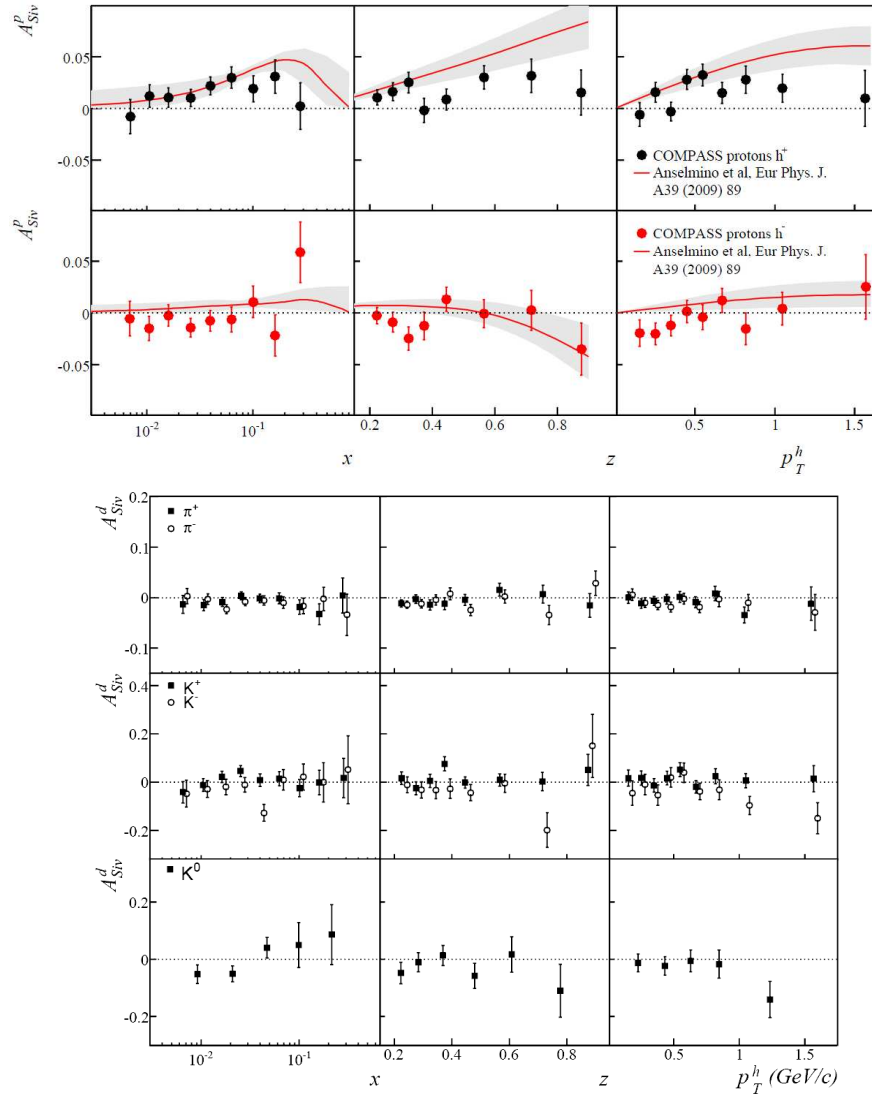 A^p_Siv
0.05
0
-0.05
COMPASS protons h⁺
Anselmino et al, Eur Phys. J.
A39 (2009) 89
A^p_Siv
0.05
0
-0.05
COMPASS protons h⁻
Anselmino et al, Eur Phys. J.
A39 (2009) 89
10⁻² 10⁻¹ 0.2 0.4 0.6 0.8 0 0.5 1 1.5
x z p_T^h
A^d_Siv
0.2
0.1
0
-0.1
π⁺
π⁻
A^d_Siv
0.4
0.2
0
-0.2
K⁺
K⁻
A^d_Siv
0.2
0
-0.2
K⁰
10⁻² 10⁻¹ 0.2 0.4 0.6 0.8 0.5 1 1.5
x z p_T^h (GeV/c)